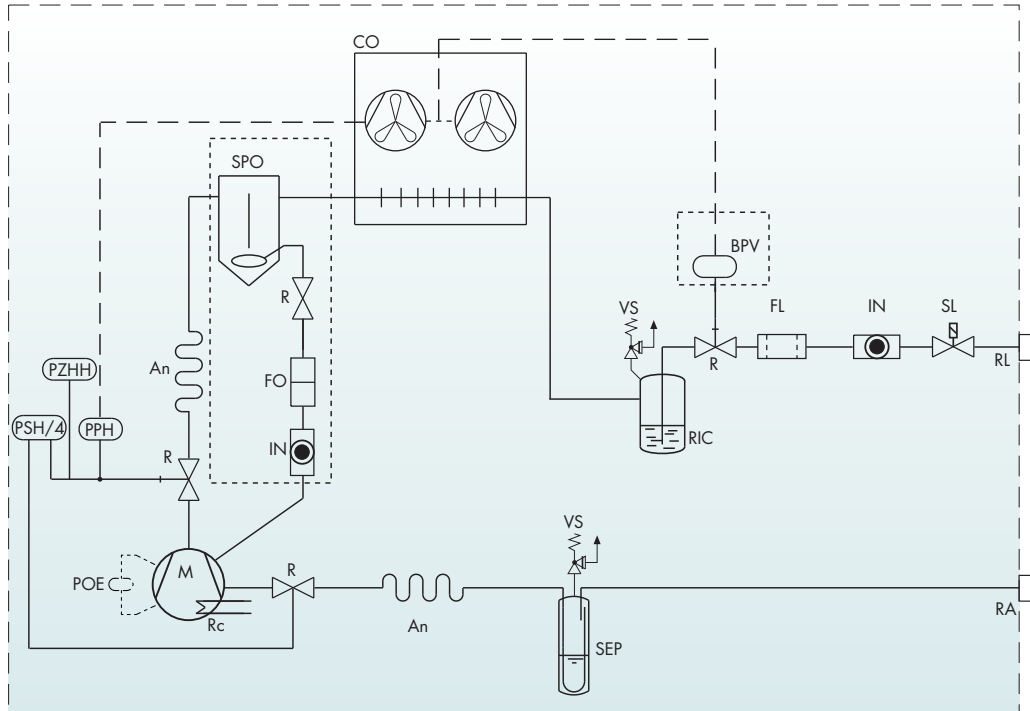 CO
SPO
BPV
VS
FL
IN
SL
R
An
R
RL
PZHH
FO
PSH/4
PPH
RIC
R
IN
VS
M
POE
R
Rc
An
SEP
RA